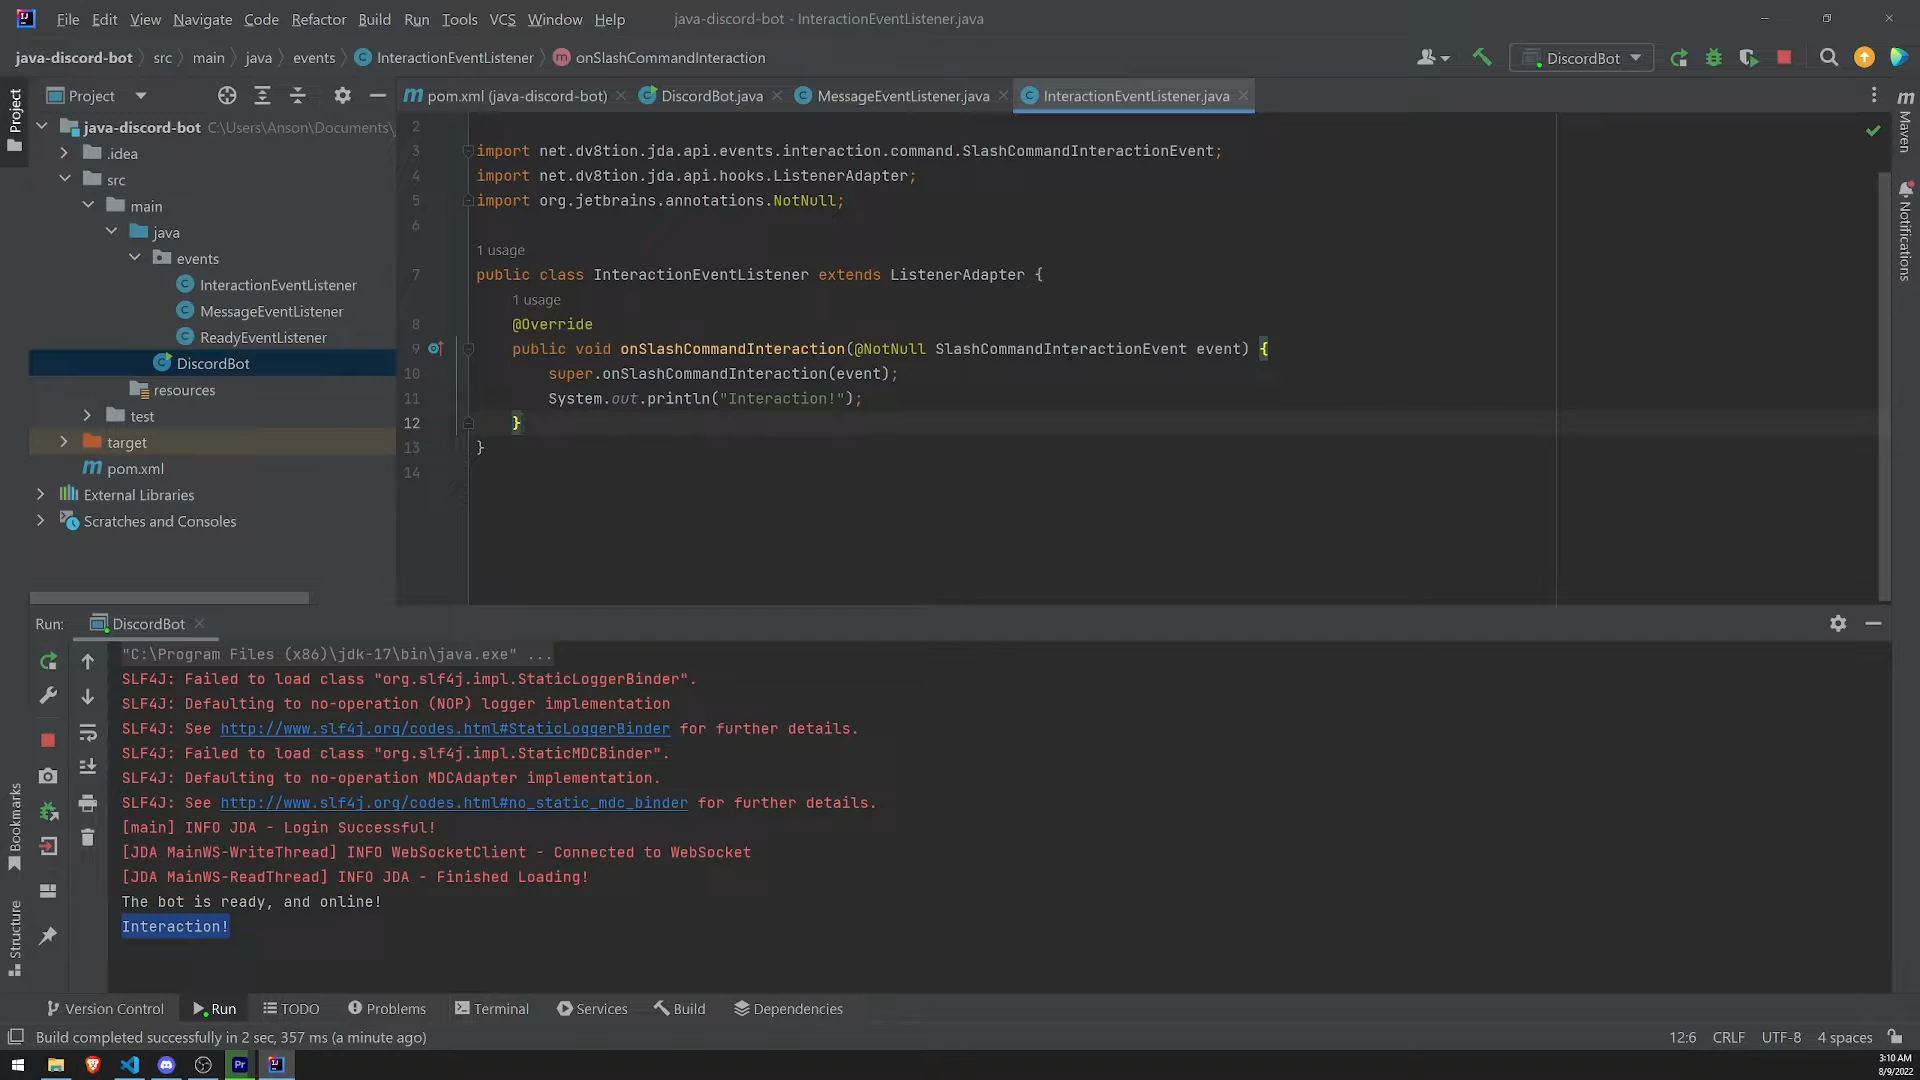 File Edit View Navigate Code Refactor Build Run Tools VCS Window Help java-discord-bot - InteractionEventListener.java
java-discord-bot src main java events InteractionEventListener onSlashCommandInteraction DiscordBot
Project
Project
pom.xml (java-discord-bot) DiscordBot.java MessageEventListener.java InteractionEventListener.java
Maven
Notifications
java-discord-bot C:\Users\Anson\Documents\
.idea
src
main
java
events
InteractionEventListener
MessageEventListener
ReadyEventListener
DiscordBot
resources
test
target
pom.xml
External Libraries
Scratches and Consoles
2
3 import net.dv8tion.jda.api.events.interaction.command.SlashCommandInteractionEvent;
4 import net.dv8tion.jda.api.hooks.ListenerAdapter;
5 import org.jetbrains.annotations.NotNull;
6
1 usage
7 public class InteractionEventListener extends ListenerAdapter {
1 usage
8 @Override
9 public void onSlashCommandInteraction(@NotNull SlashCommandInteractionEvent event) {
10 super.onSlashCommandInteraction(event);
11 System.out.println("Interaction!");
12 }
13 }
14
Run: DiscordBot
"C:\Program Files (x86)\jdk-17\bin\java.exe" ...
SLF4J: Failed to load class "org.slf4j.impl.StaticLoggerBinder".
SLF4J: Defaulting to no-operation (NOP) logger implementation
SLF4J: See http://www.slf4j.org/codes.html#StaticLoggerBinder for further details.
SLF4J: Failed to load class "org.slf4j.impl.StaticMDCBinder".
SLF4J: Defaulting to no-operation MDCAdapter implementation.
SLF4J: See http://www.slf4j.org/codes.html#no_static_mdc_binder for further details.
[main] INFO JDA - Login Successful!
[JDA MainWS-WriteThread] INFO WebSocketClient - Connected to WebSocket
[JDA MainWS-ReadThread] INFO JDA - Finished Loading!
The bot is ready, and online!
Interaction!
Bookmarks
Structure
Version Control Run TODO Problems Terminal Services Build Dependencies
Build completed successfully in 2 sec, 357 ms (a minute ago) 12:6 CRLF UTF-8 4 spaces
Pr
3:10 AM
8/9/2022